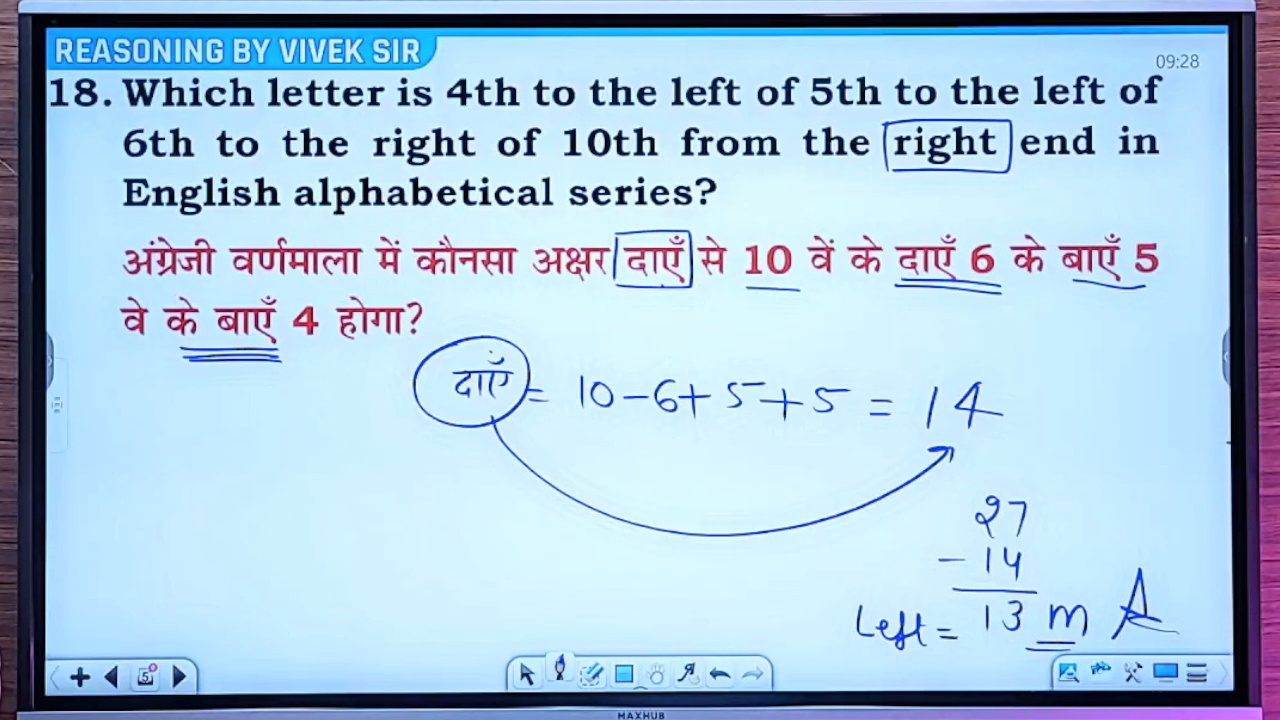 REASONING BY VIVEK SIR
09:28
18. Which letter is 4th to the left of 5th to the left of
6th to the right of 10th from the right end in
English alphabetical series?
अंग्रेजी वर्णमाला में कौनसा अक्षर दाएँ से 10 वें के दाएँ 6 के बाएँ 5
वे के बाएँ 4 होगा?
दाएँ = 10-6+5+5 = 14
27
- 14
Left = 13 m A
MAXHUB